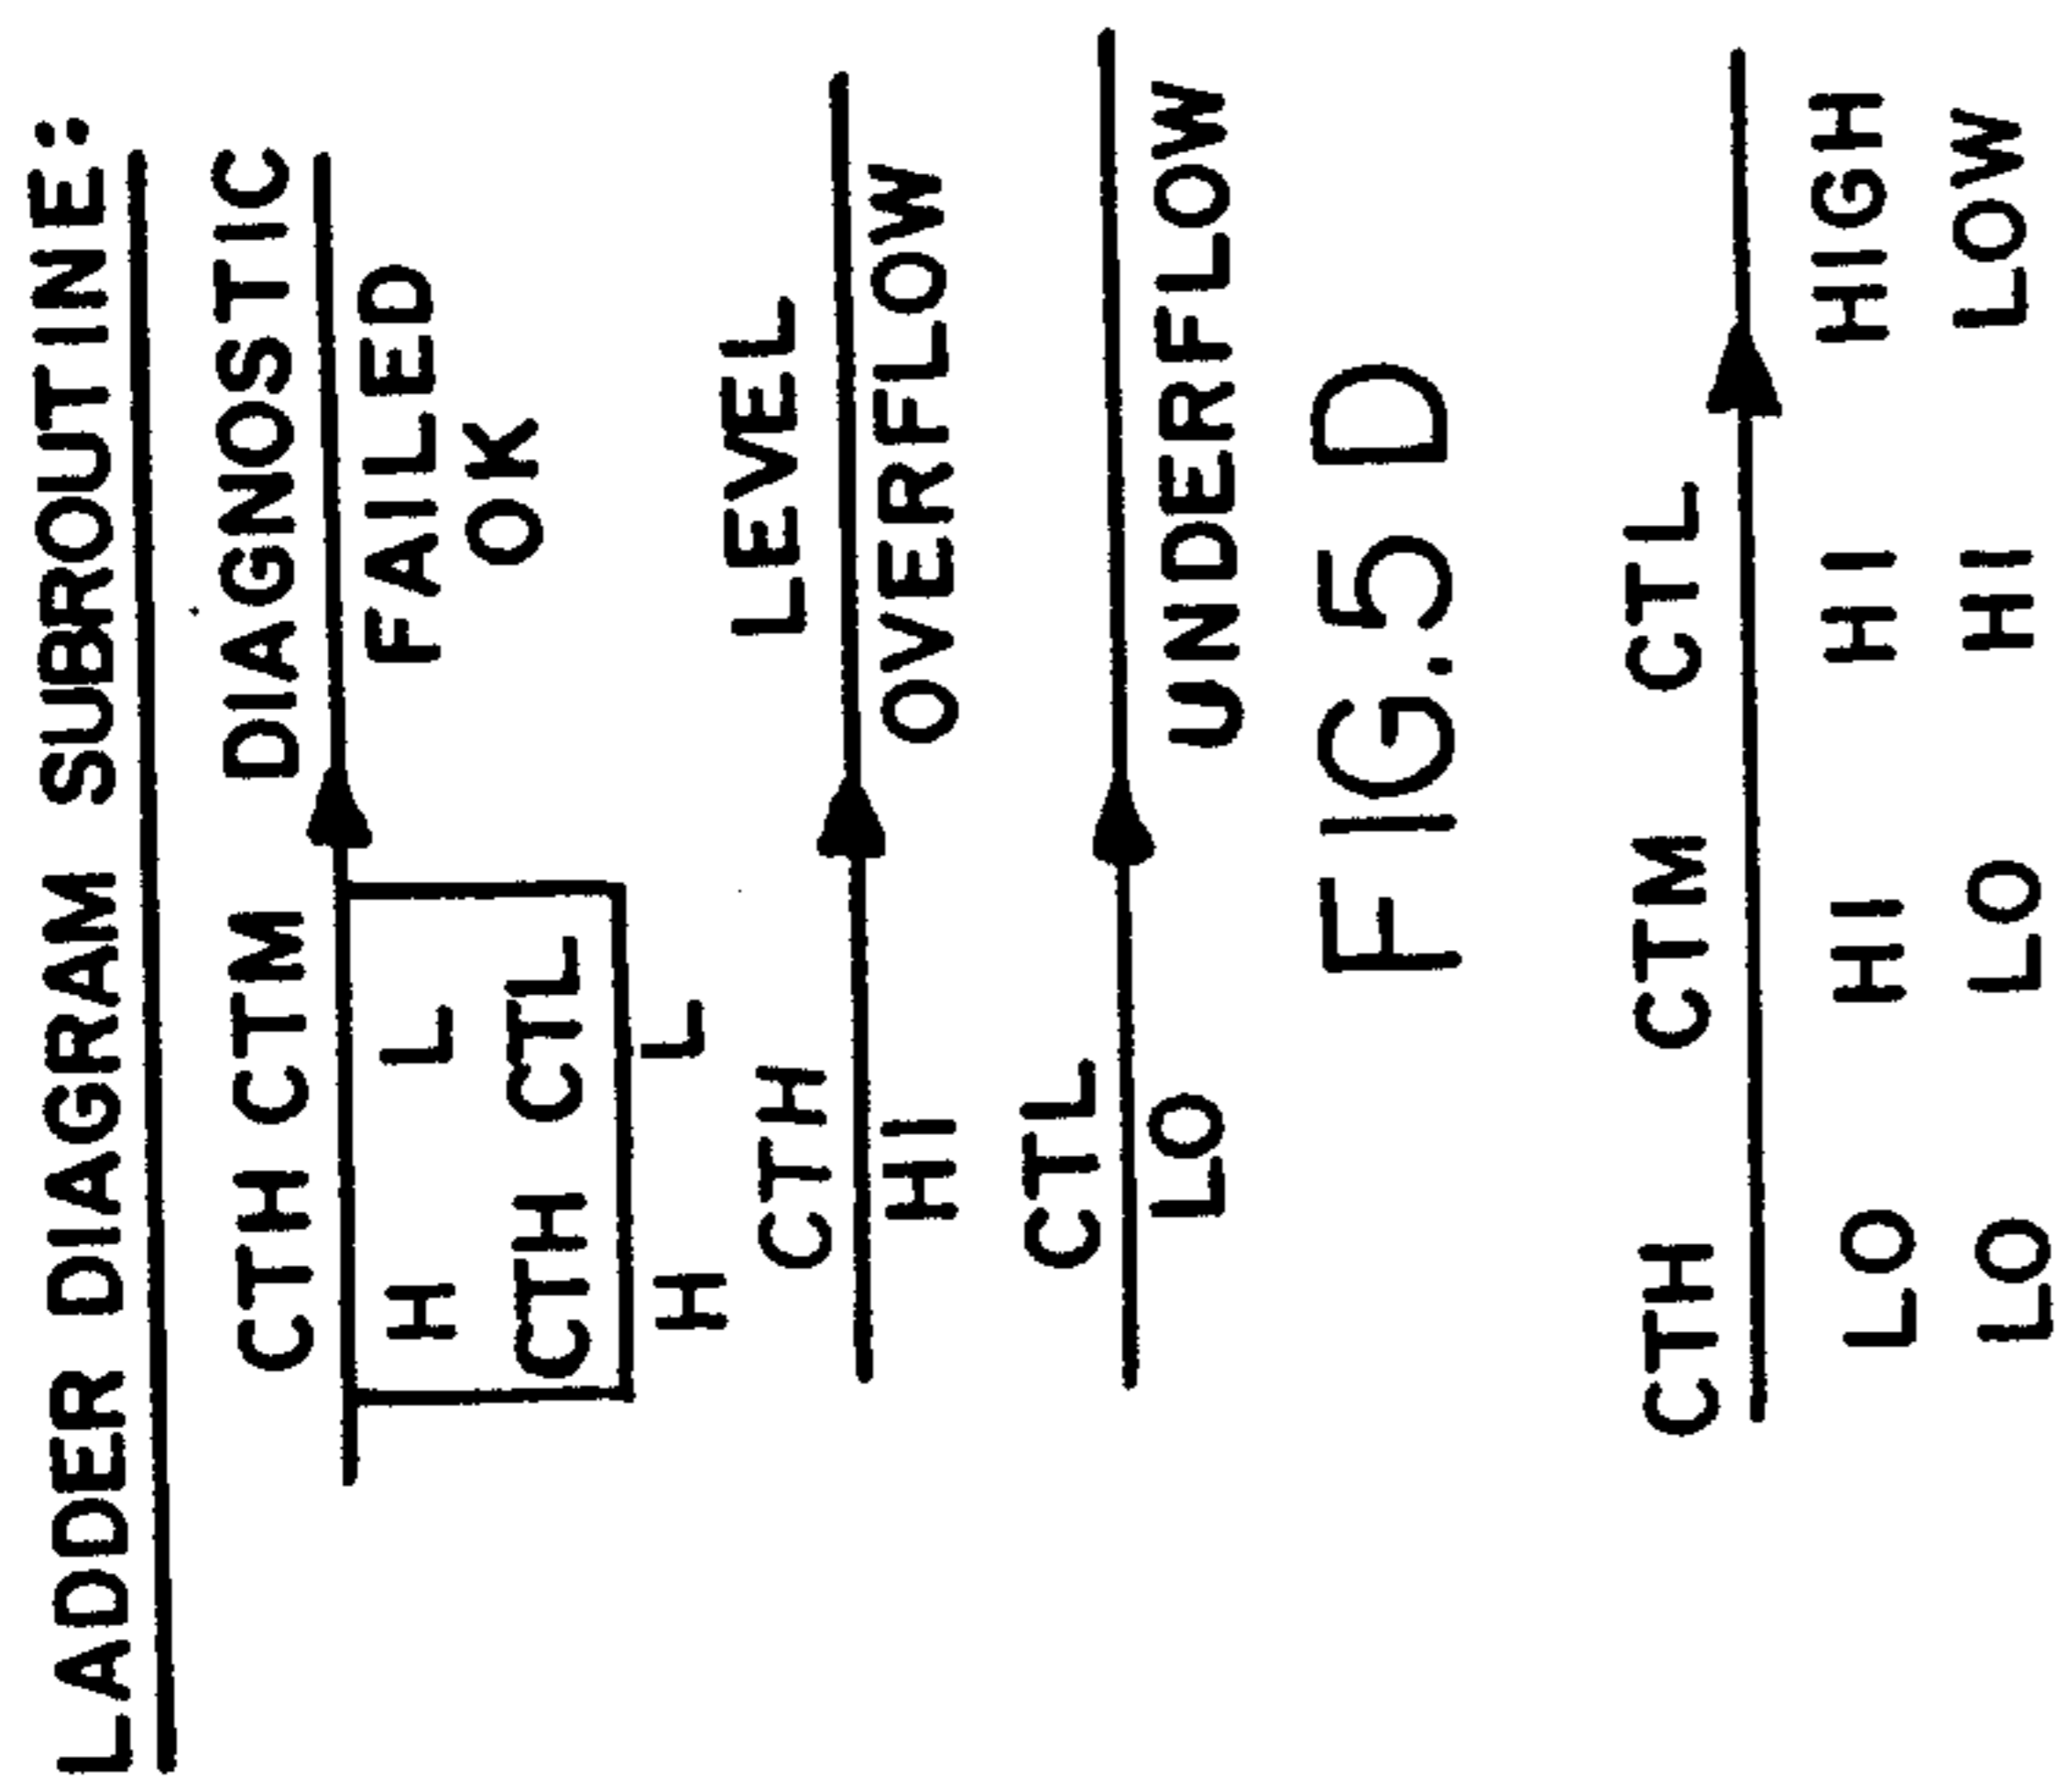 LADDER DIAGRAM SUBROUTINE:
CTH CTM DIAGNOSTIC
H L FAILED
OK
CTH CTL
H L
CTH LEVEL
HI OVERFLOW
CTL
LO UNDERFLOW
FIG.5D
CTH CTM CTL
LO HI HI HIGH
LO LO HI LOW